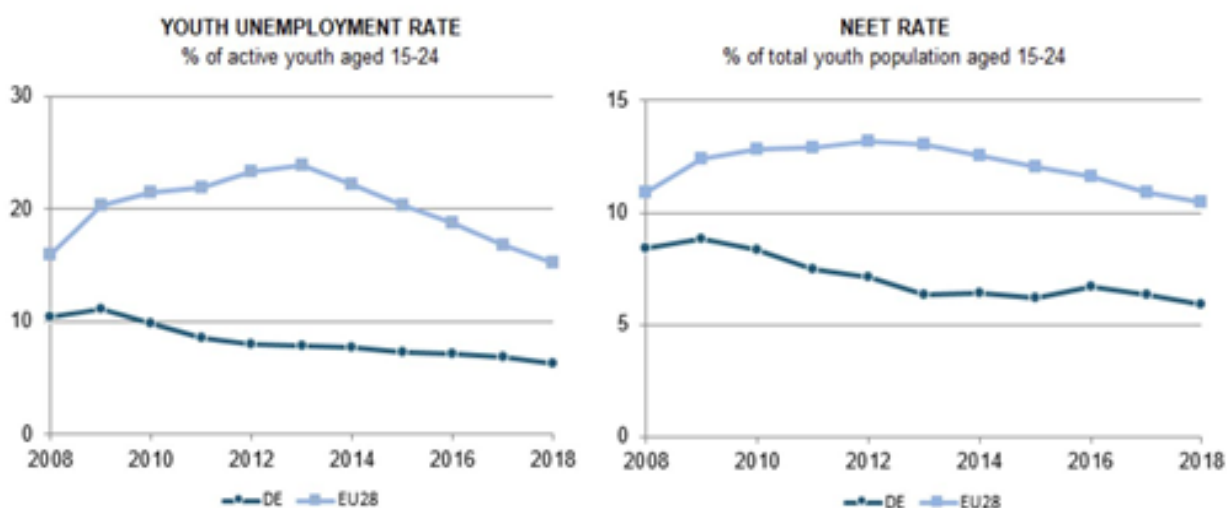 YOUTH UNEMPLOYMENT RATE
% of active youth aged 15-24
30
20
10
0
2008 2010 2012 2014 2016 2018
DE EU28
NEET RATE
% of total youth population aged 15-24
15
10
5
0
2008 2010 2012 2014 2016 2018
DE EU28